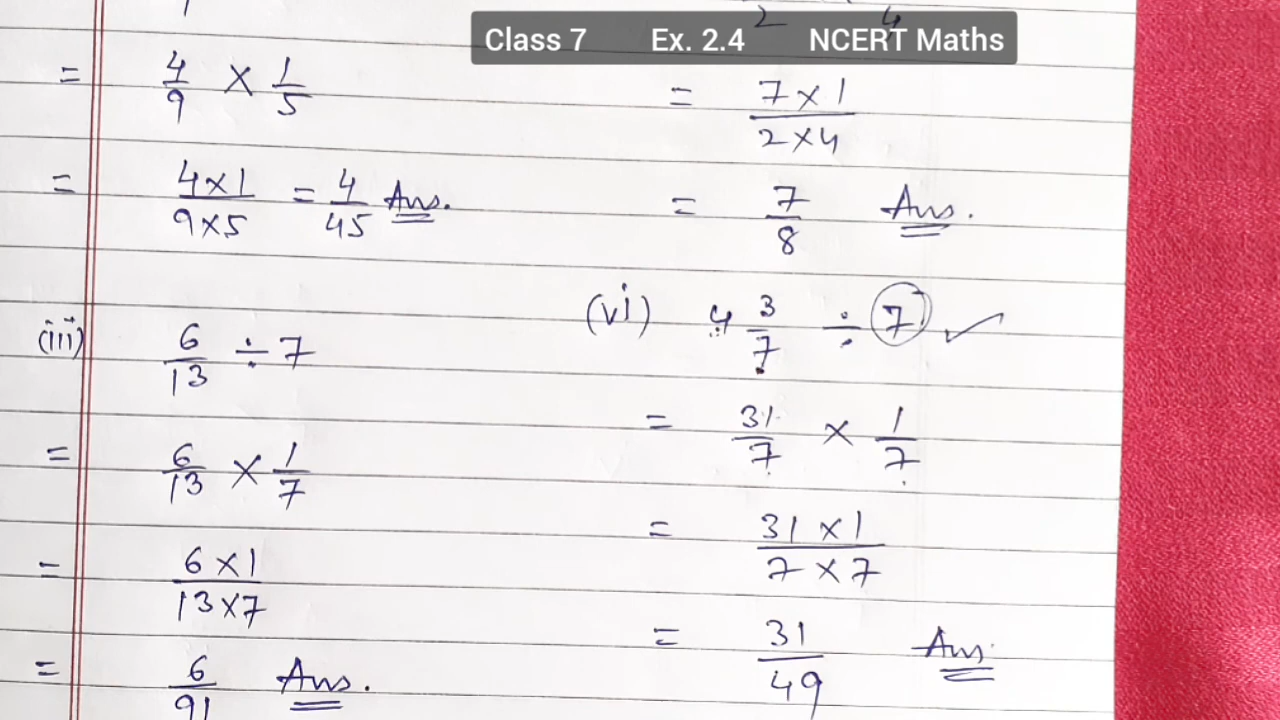 Class 7 Ex. 2.4 NCERT Maths
= 4/9 × 1/5
= 4×1/9×5 = 4/45 Ans.
(iii) 6/13 ÷ 7
= 6/13 × 1/7
= 6×1/13×7
= 6/91 Ans.
2 4
= 7×1/2×4
= 7/8 Ans.
(vi) 4 3/7 ÷ 7 ✓
= 31/7 × 1/7
= 31×1/7×7
= 31/49 Ans.